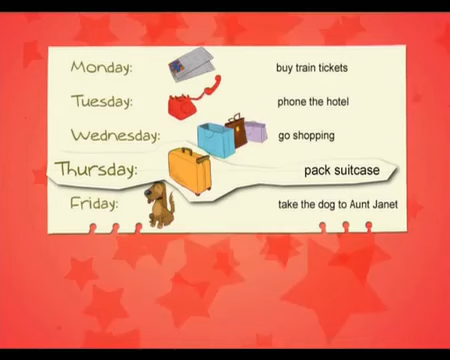 Monday: buy train tickets
Tuesday: phone the hotel
Wednesday: go shopping
Thursday: pack suitcase
Friday: take the dog to Aunt Janet